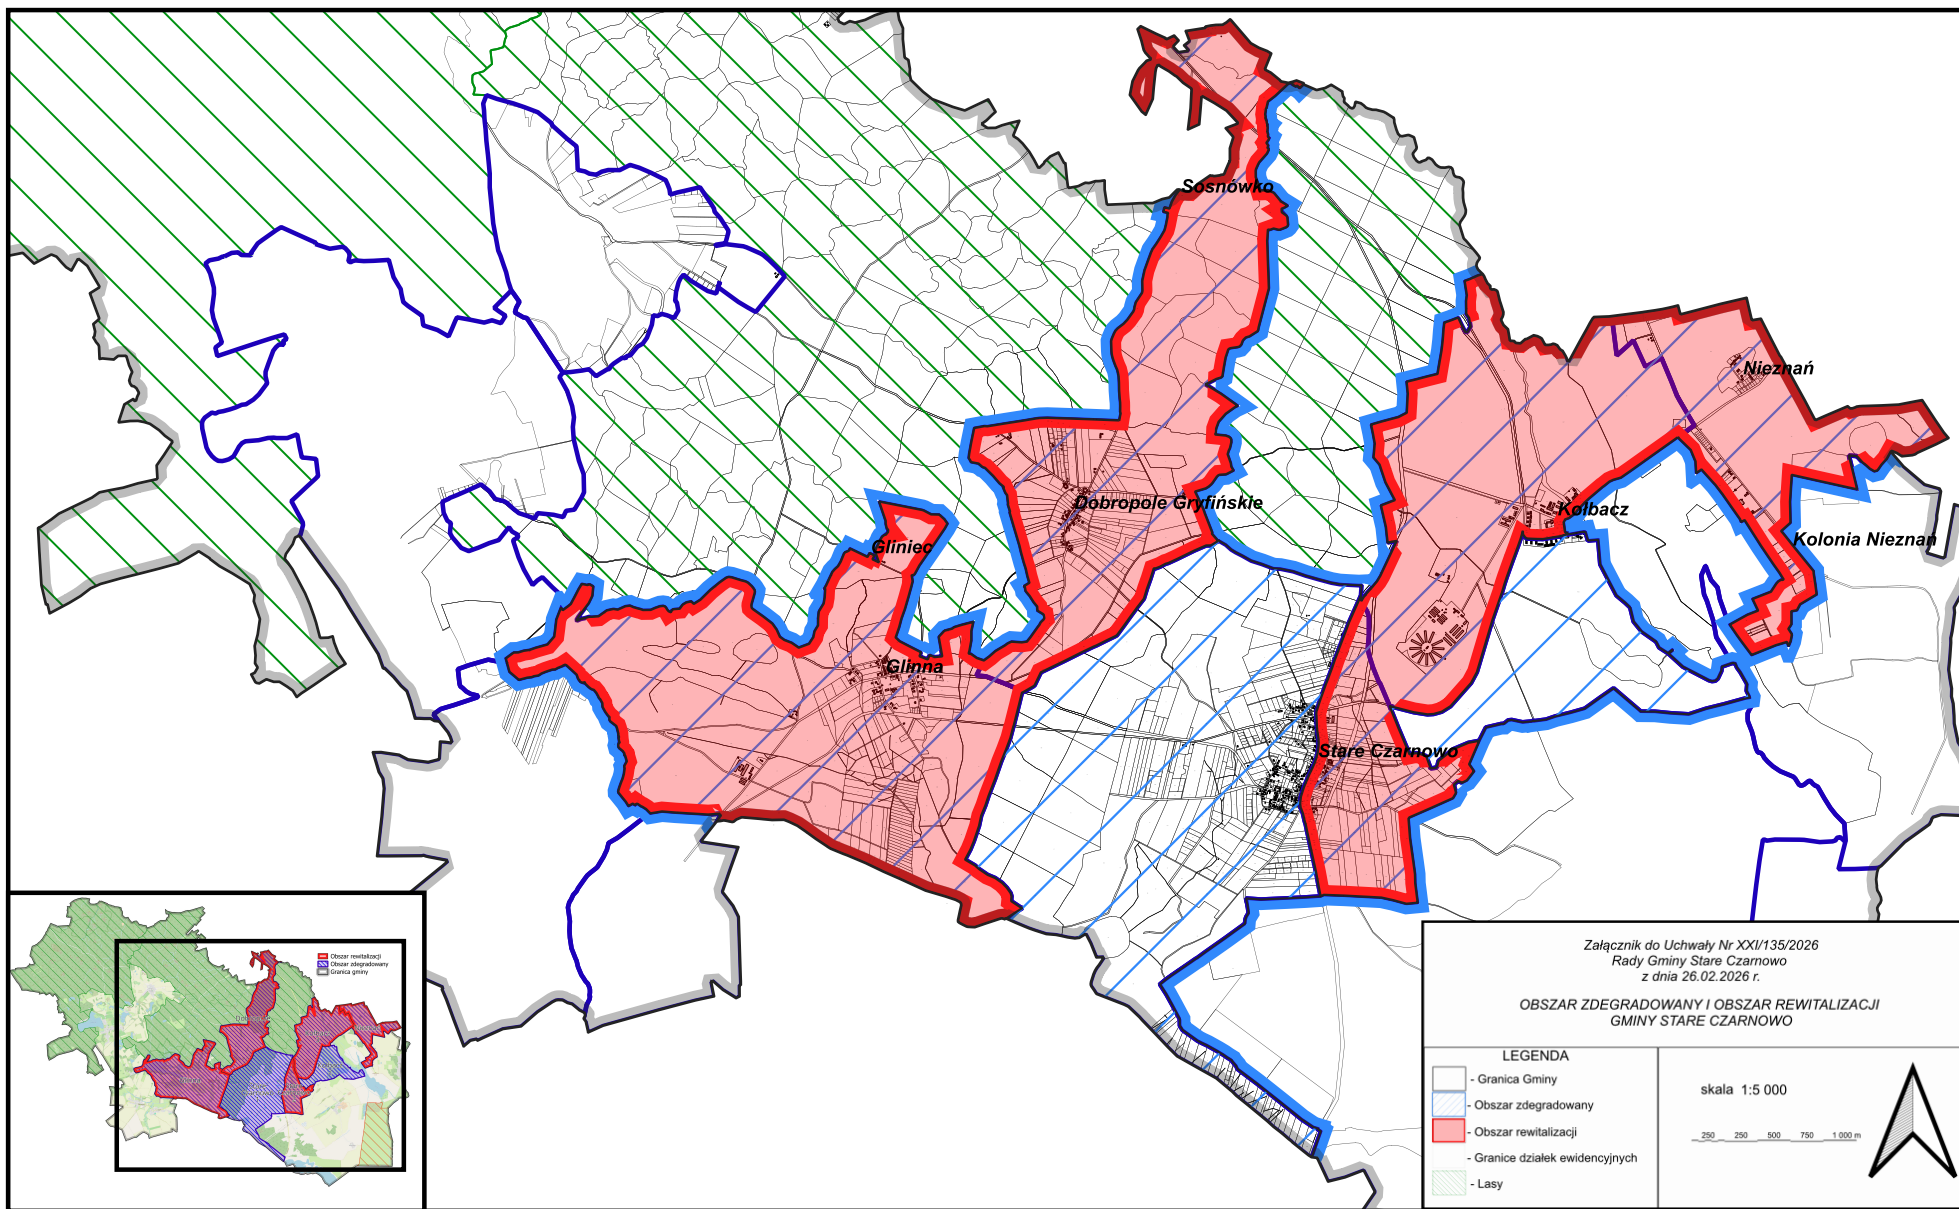 Sosnówko
Nieznań
Dobropole Gryfińskie
Kołbacz
Kolonia Nieznań
Gliniec
Glinna
Stare Czarnowo
Obszar rewitalizacji
Obszar zdegradowany
Granica gminy
Załącznik do Uchwały Nr XXI/135/2026
Rady Gminy Stare Czarnowo
z dnia 26.02.2026 r.
OBSZAR ZDEGRADOWANY I OBSZAR REWITALIZACJI
GMINY STARE CZARNOWO
LEGENDA
- Granica Gminy
- Obszar zdegradowany
- Obszar rewitalizacji
- Granice działek ewidencyjnych
- Lasy
skala 1:5 000
250 250 500 750 1 000 m